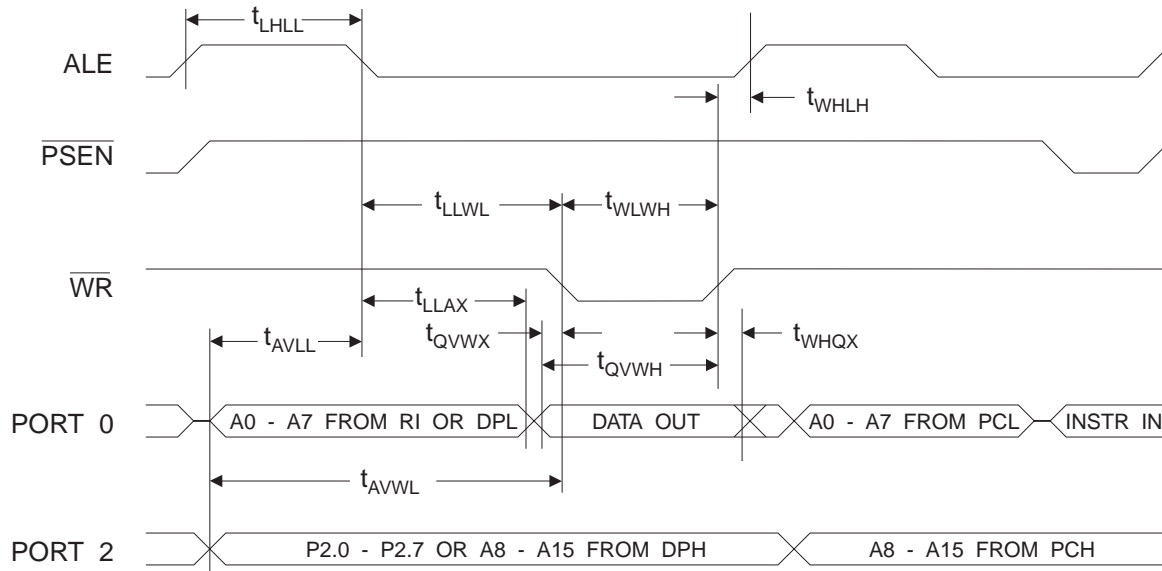 tLHLL
ALE
tWHLH
PSEN
tLLWL
tWLWH
WR
tLLAX
tAVLL
tQVWX
tWHQX
tQVWH
PORT 0
A0 - A7 FROM RI OR DPL
DATA OUT
A0 - A7 FROM PCL
INSTR IN
tAVWL
PORT 2
P2.0 - P2.7 OR A8 - A15 FROM DPH
A8 - A15 FROM PCH